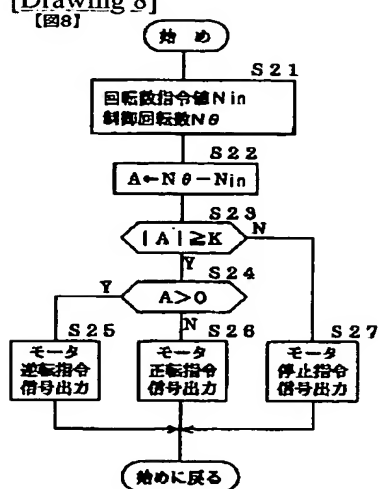 [Drawing 8]
【図8】
始め
S21
回転数指令値Nin
制御回転数Nθ
S22
A←Nθ−Nin
S23
|A|≧K
N
Y
S24
A>0
Y
N
S25
モータ
逆転指令
信号出力
S26
モータ
正転指令
信号出力
S27
モータ
停止指令
信号出力
始めに戻る